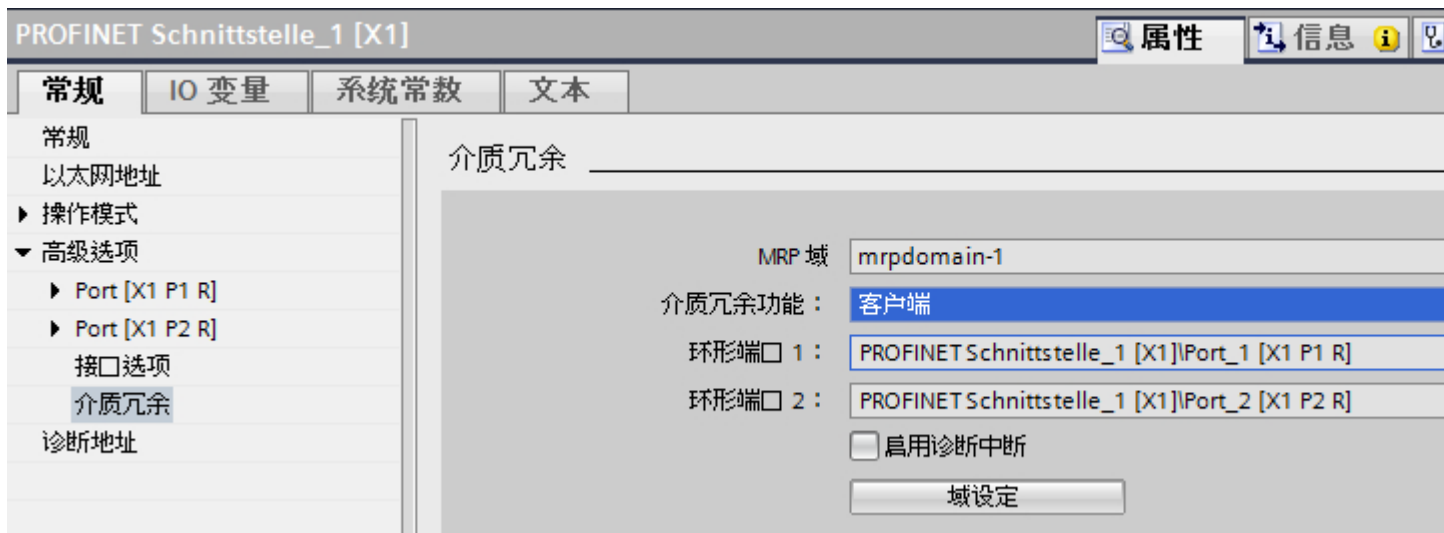 PROFINET Schnittstelle_1 [X1]
属性
信息
常规
IO 变量
系统常数
文本
常规
以太网地址
操作模式
高级选项
Port [X1 P1 R]
Port [X1 P2 R]
接口选项
介质冗余
诊断地址
介质冗余
MRP 域 mrpdomain-1
介质冗余功能： 客户端
环形端口 1： PROFINET Schnittstelle_1 [X1]\Port_1 [X1 P1 R]
环形端口 2： PROFINET Schnittstelle_1 [X1]\Port_2 [X1 P2 R]
启用诊断中断
域设定